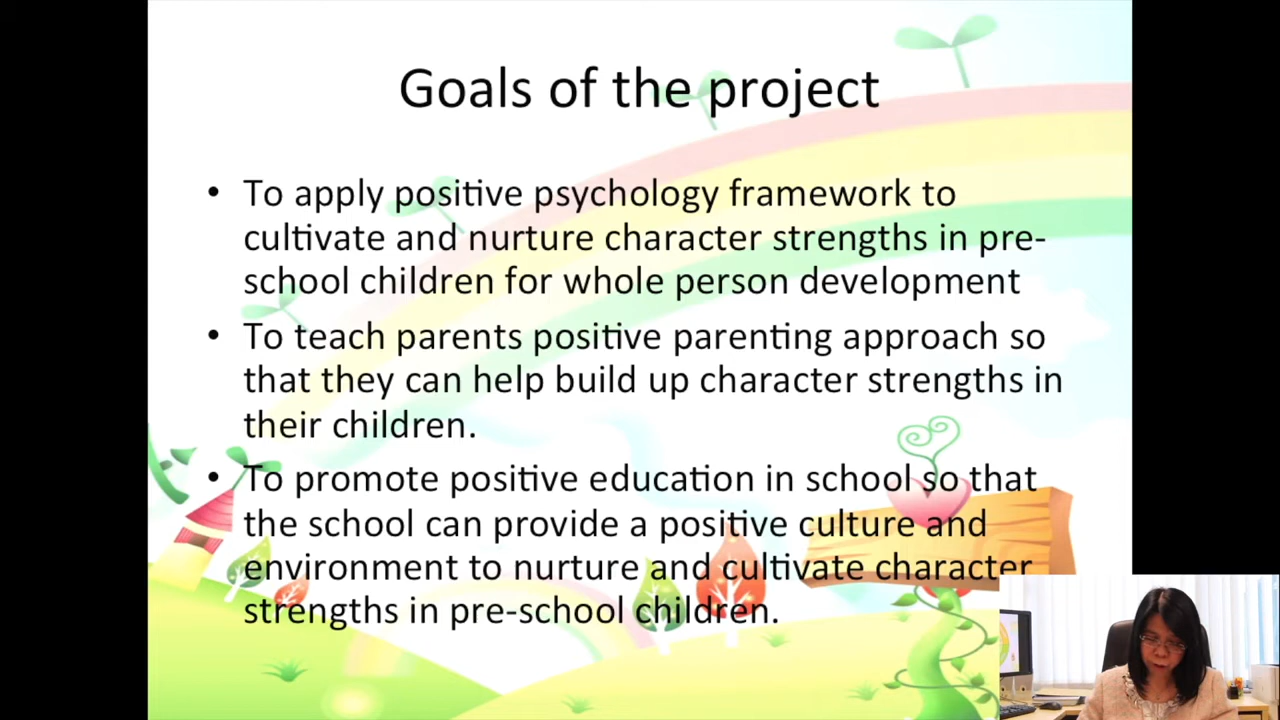 Goals of the project
• To apply positive psychology framework to
cultivate and nurture character strengths in pre-
school children for whole person development
• To teach parents positive parenting approach so
that they can help build up character strengths in
their children.
• To promote positive education in school so that
the school can provide a positive culture and
environment to nurture and cultivate character
strengths in pre-school children.